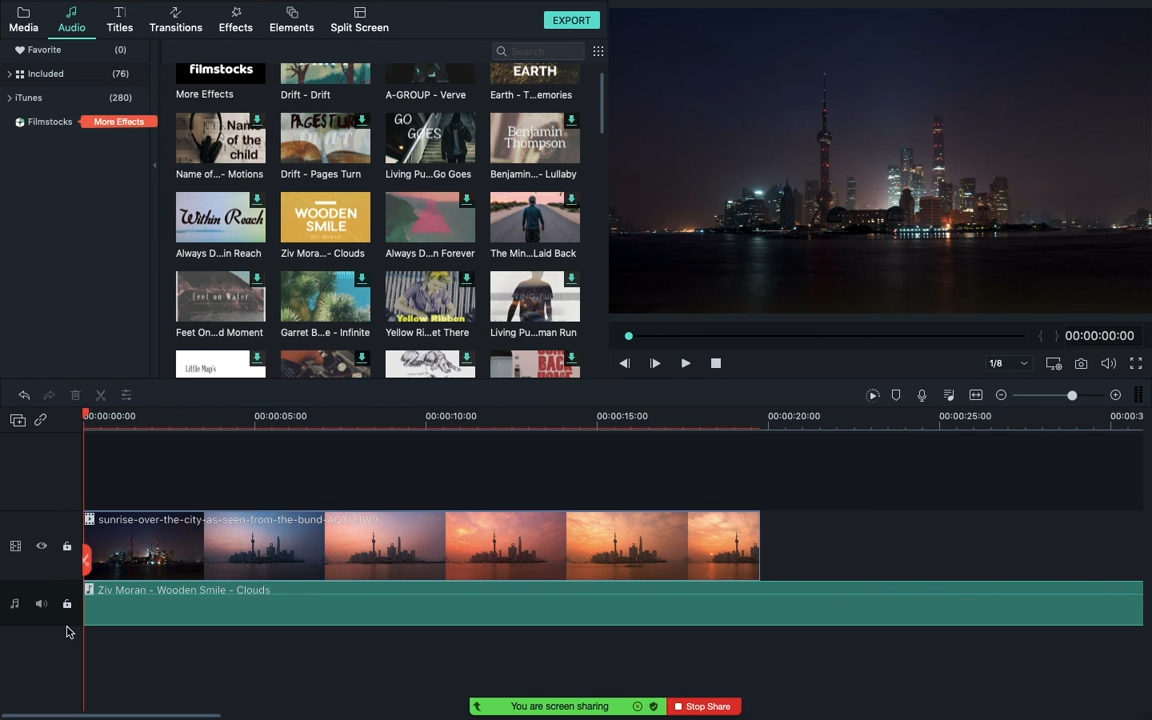 Media Audio Titles Transitions Effects Elements Split Screen EXPORT
Favorite (0)
Included (76)
iTunes (280)
Filmstocks More Effects
Search
filmstocks EARTH
More Effects Drift - Drift A-GROUP - Verve Earth - T...emories
Name of the child PAGES TURN GO GOES Benjamin Thompson
Name of...- Motions Drift - Pages Turn Living Pu...Go Goes Benjamin...- Lullaby
Within Reach WOODEN SMILE
Always D...in Reach Ziv Mora...- Clouds Always D...n Forever The Min...Laid Back
Feet on Water Yellow Ribbon
Feet On...d Moment Garret B...e - Infinite Yellow Ri...et There Living Pu...man Run
Little Map's
00:00:00:00
1/8
00:00:00:00 00:00:05:00 00:00:10:00 00:00:15:00 00:00:20:00 00:00:25:00 00:00:3
sunrise-over-the-city-as-seen-from-the-bund-
Ziv Moran - Wooden Smile - Clouds
You are screen sharing Stop Share